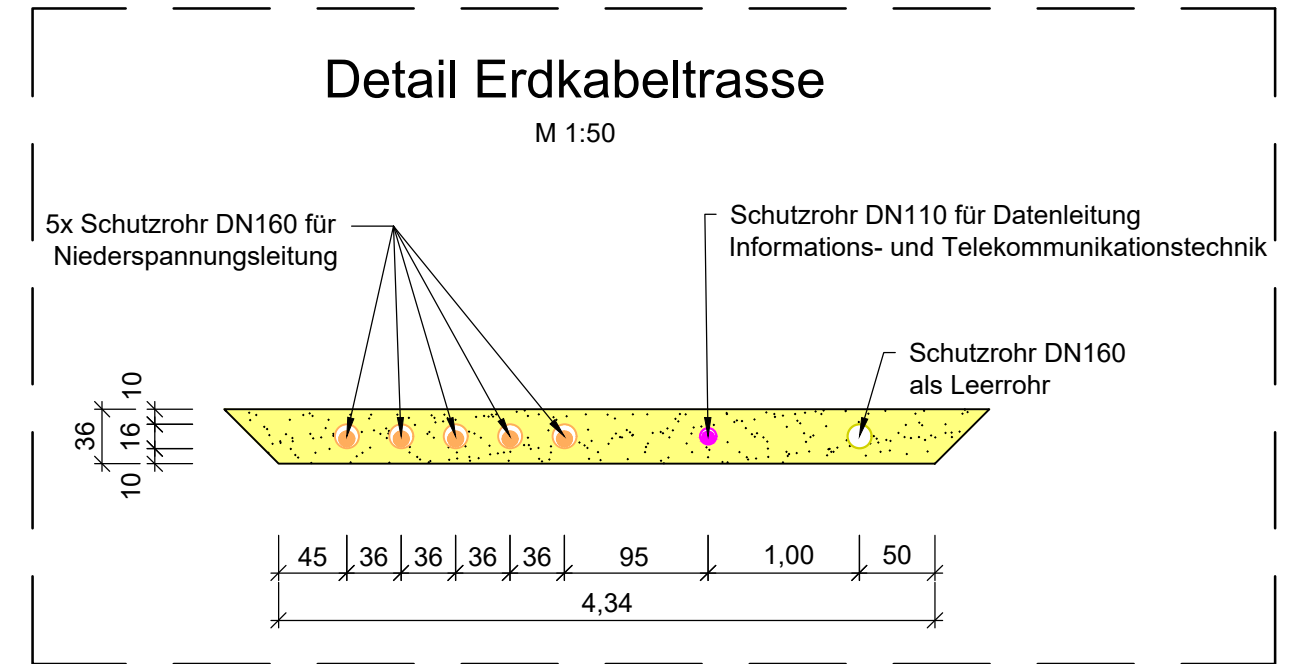 Detail Erdkabeltrasse
M 1:50
5x Schutzrohr DN160 für
Niederspannungsleitung
Schutzrohr DN110 für Datenleitung
Informations- und Telekommunikationstechnik
Schutzrohr DN160
als Leerrohr
36
10
16
10
45 36 36 36 36 95 1,00 50
4,34